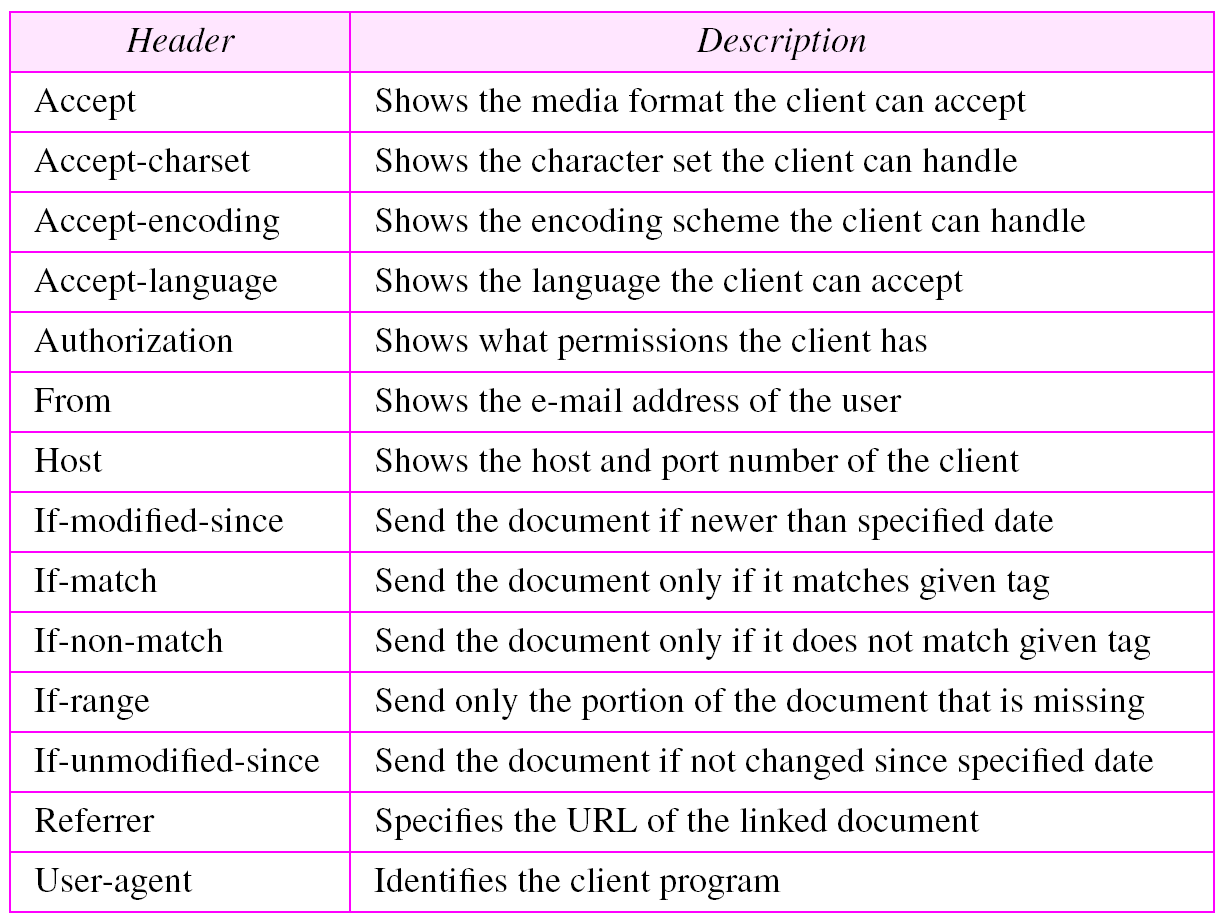 Header Description
Accept Shows the media format the client can accept
Accept-charset Shows the character set the client can handle
Accept-encoding Shows the encoding scheme the client can handle
Accept-language Shows the language the client can accept
Authorization Shows what permissions the client has
From Shows the e-mail address of the user
Host Shows the host and port number of the client
If-modified-since Send the document if newer than specified date
If-match Send the document only if it matches given tag
If-non-match Send the document only if it does not match given tag
If-range Send only the portion of the document that is missing
If-unmodified-since Send the document if not changed since specified date
Referrer Specifies the URL of the linked document
User-agent Identifies the client program